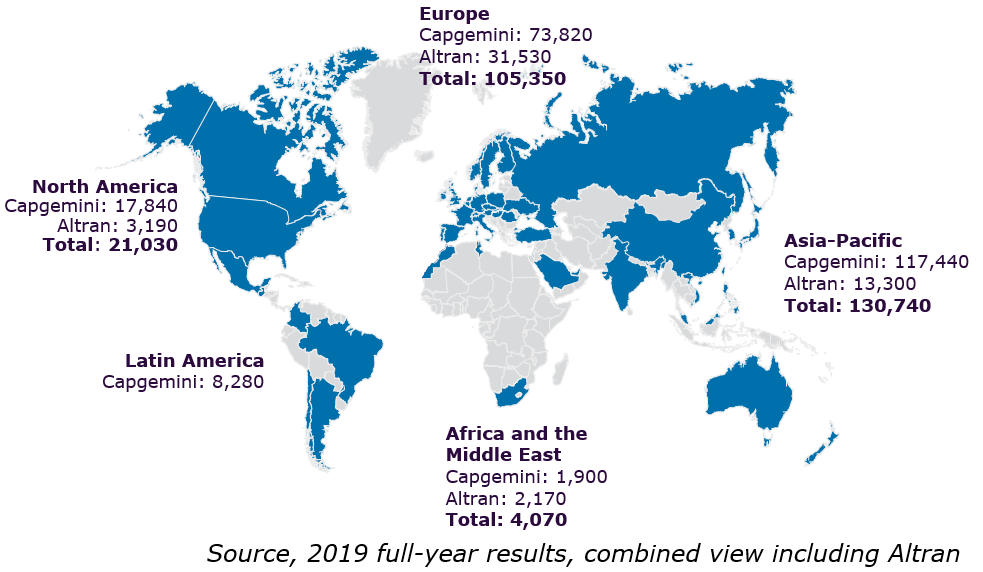 Europe
Capgemini: 73,820
Altran: 31,530
Total: 105,350
North America
Capgemini: 17,840
Altran: 3,190
Total: 21,030
Asia-Pacific
Capgemini: 117,440
Altran: 13,300
Total: 130,740
Latin America
Capgemini: 8,280
Africa and the
Middle East
Capgemini: 1,900
Altran: 2,170
Total: 4,070
Source, 2019 full-year results, combined view including Altran